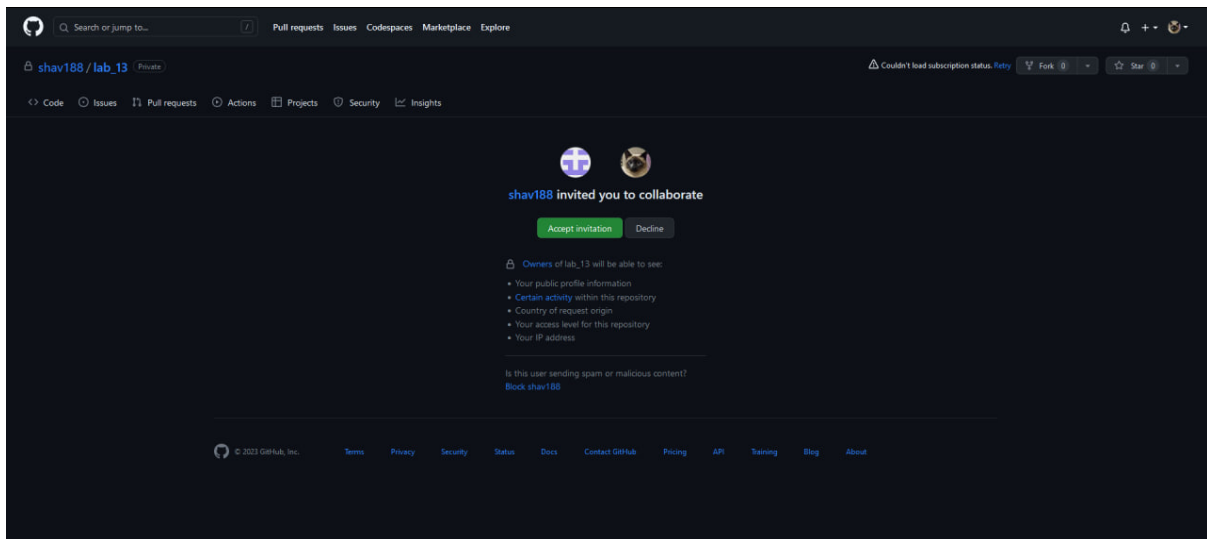 Search or jump to... / Pull requests Issues Codespaces Marketplace Explore
shav188 / lab_13 Private Couldn't load subscription status. Retry Fork 0 Star 0
Code Issues Pull requests Actions Projects Security Insights
shav188 invited you to collaborate
Accept invitation Decline
Owners of lab_13 will be able to see:
• Your public profile information
• Certain activity within this repository
• Country of request origin
• Your access level for this repository
• Your IP address
Is this user sending spam or malicious content?
Block shav188
© 2023 GitHub, Inc. Terms Privacy Security Status Docs Contact GitHub Pricing API Training Blog About